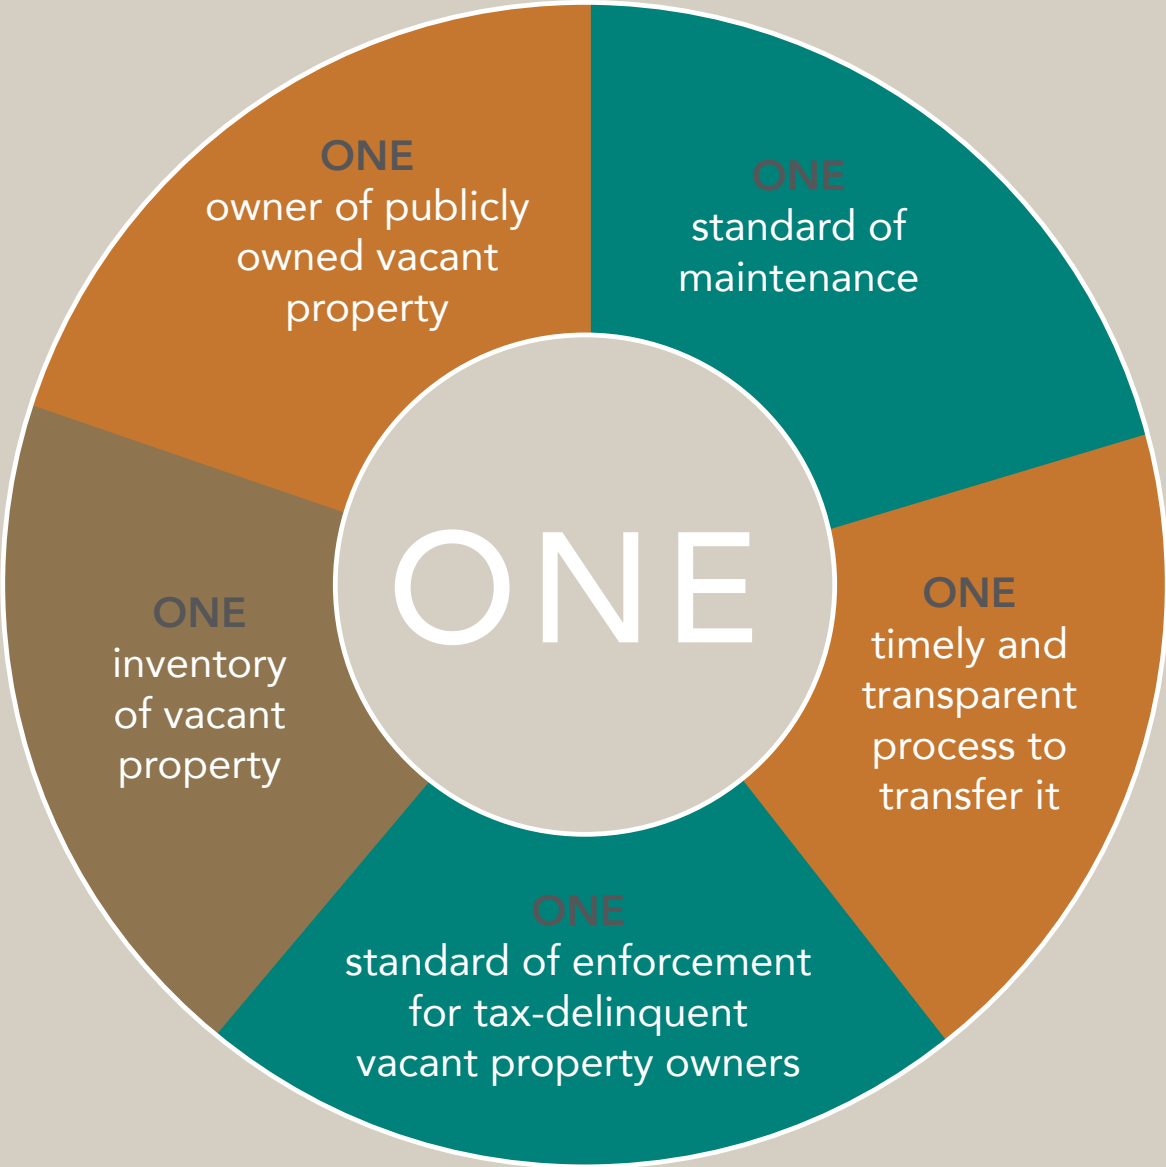 ONE
owner of publicly
owned vacant
property
ONE
standard of
maintenance
ONE
ONE
timely and
transparent
process to
transfer it
ONE
inventory
of vacant
property
ONE
standard of enforcement
for tax-delinquent
vacant property owners